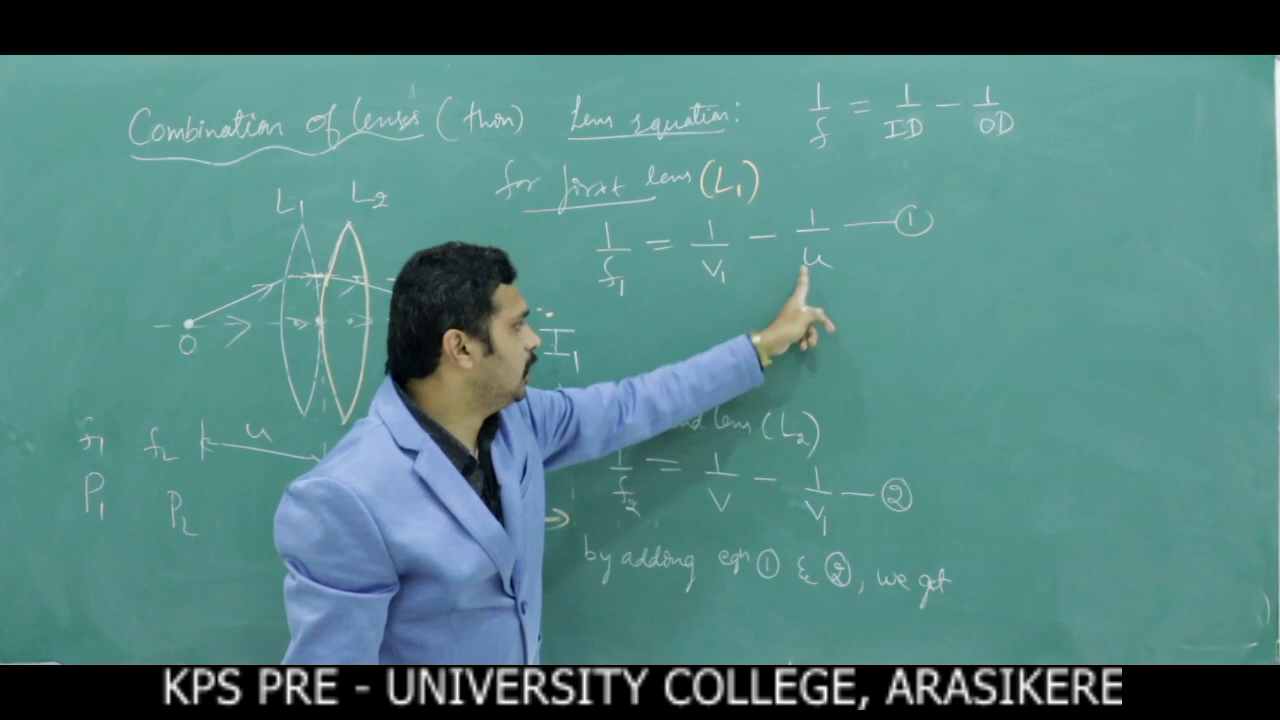 Combination of lenses (thin) Lens equation: 1/f = 1/ID - 1/OD
for first lens (L₁)
1/f₁ = 1/v₁ - 1/u — ①
L₁ L₂
O
I₁
u
f₁ f₂
P₁ P₂
lens (L₂)
1/f₂ = 1/v - 1/v₁ — ②
by adding eqn ① & ②, we get
KPS PRE - UNIVERSITY COLLEGE, ARASIKERE